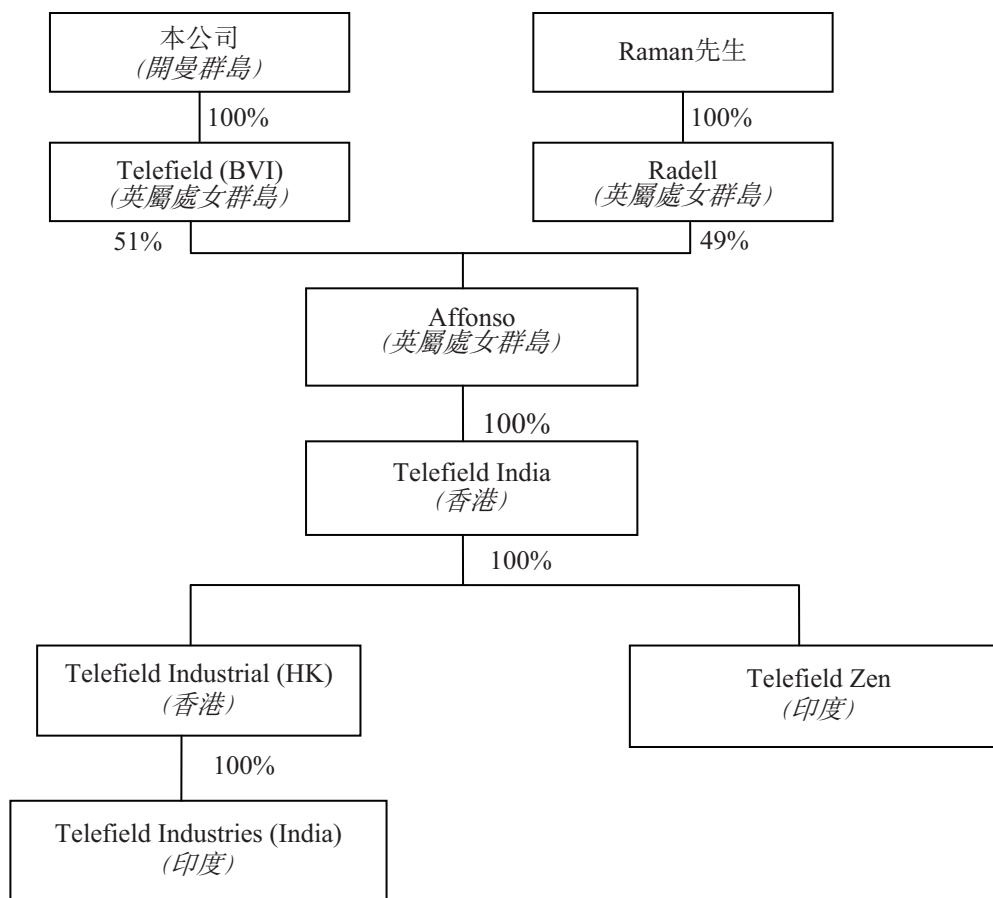 本公司
(開曼群島)
Raman先生
100%
100%
Telefield (BVI)
(英屬處女群島)
Radell
(英屬處女群島)
51%
49%
Affonso
(英屬處女群島)
100%
Telefield India
(香港)
100%
Telefield Industrial (HK)
(香港)
Telefield Zen
(印度)
100%
Telefield Industries (India)
(印度)